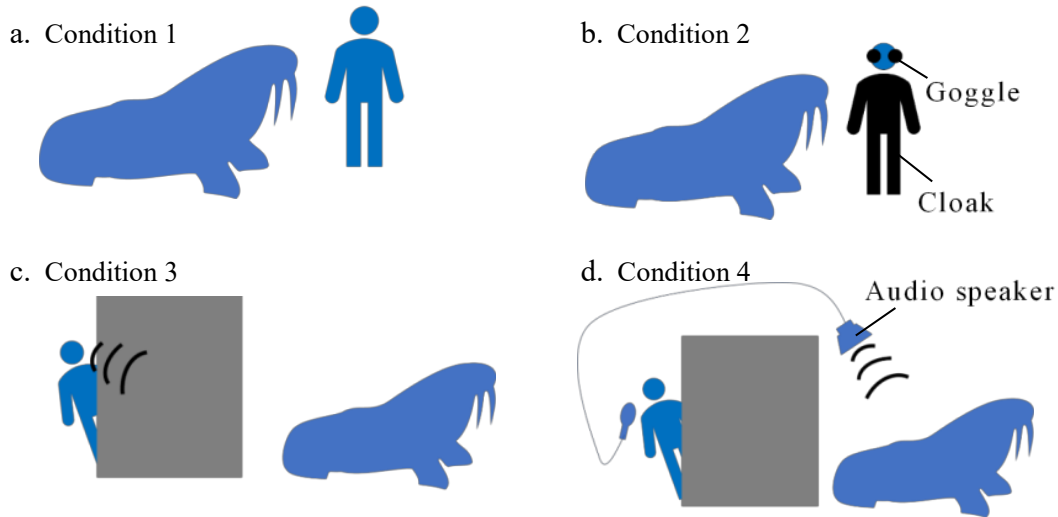 a. Condition 1
b. Condition 2
Goggle
Cloak
c. Condition 3
d. Condition 4
Audio speaker